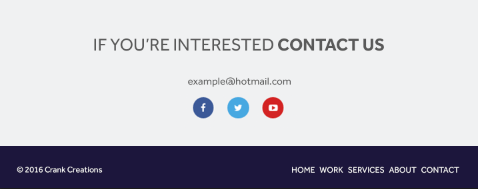 IF YOU'RE INTERESTED CONTACT US
example@hotmail.com
© 2016 Crank Creations
HOME WORK SERVICES ABOUT CONTACT